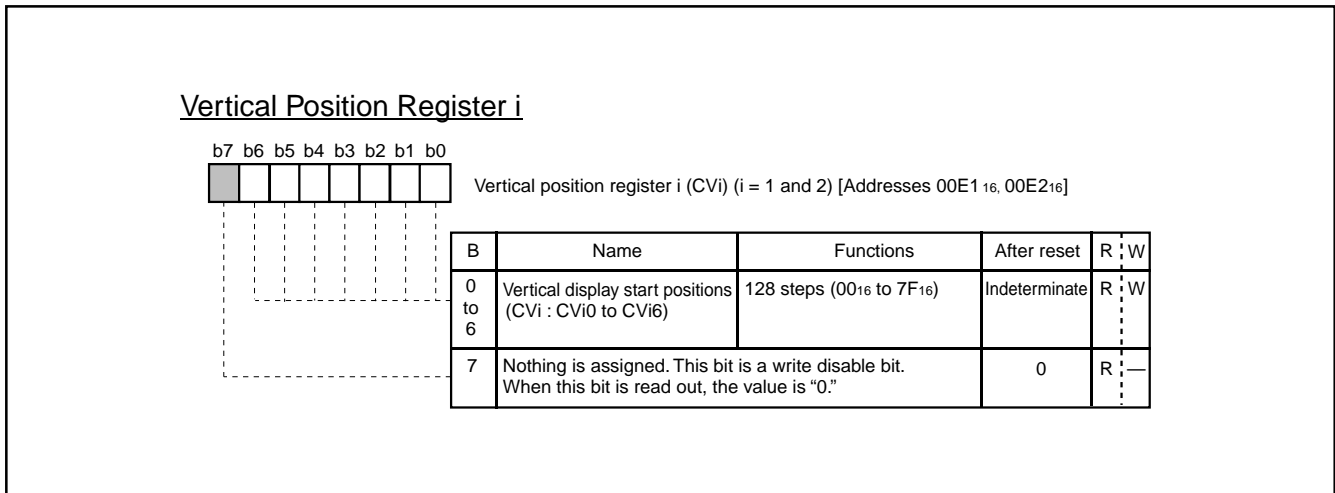 Vertical Position Register i
b7 b6 b5 b4 b3 b2 b1 b0
Vertical position register i (CVi) (i = 1 and 2) [Addresses 00E1 16, 00E216]
B Name Functions After reset R W
0 to 6 Vertical display start positions (CVi : CVi0 to CVi6) 128 steps (0016 to 7F16) Indeterminate R W
7 Nothing is assigned. This bit is a write disable bit. 0 R —
When this bit is read out, the value is “0.”